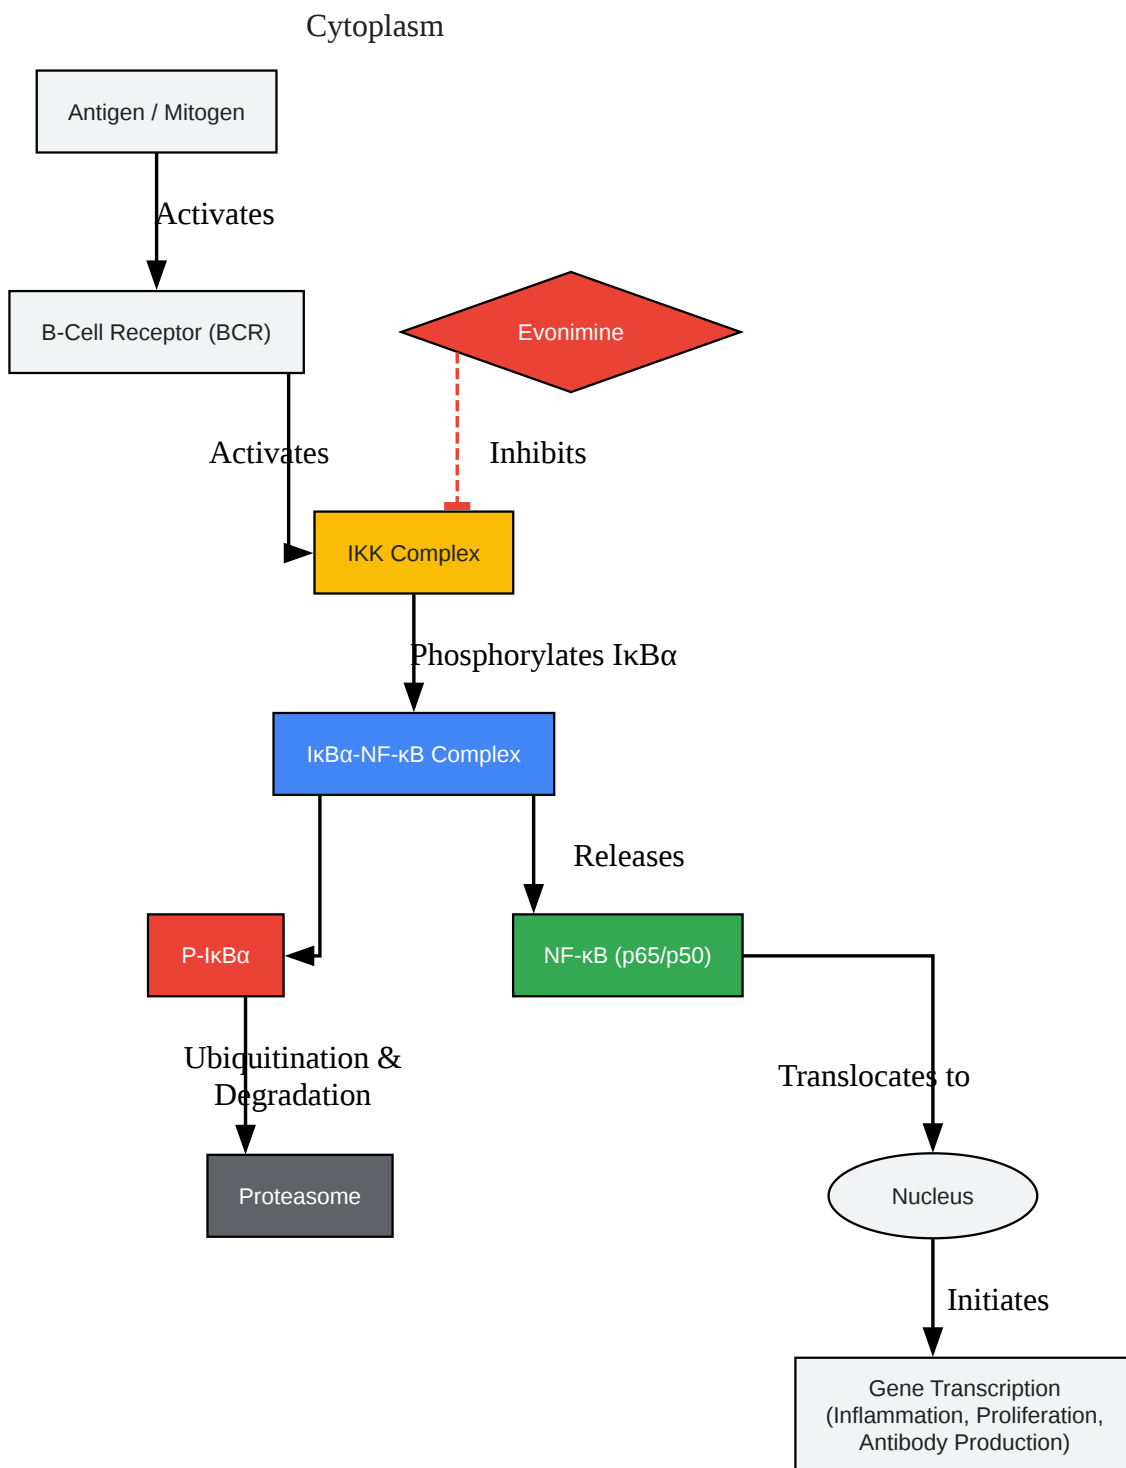 Cytoplasm
Antigen / Mitogen
Activates
B-Cell Receptor (BCR)
Evonimine
Activates
Inhibits
IKK Complex
Phosphorylates IκBα
IκBα-NF-κB Complex
Releases
P-IκBα
NF-κB (p65/p50)
Ubiquitination &
Degradation
Translocates to
Proteasome
Nucleus
Initiates
Gene Transcription
(Inflammation, Proliferation,
Antibody Production)